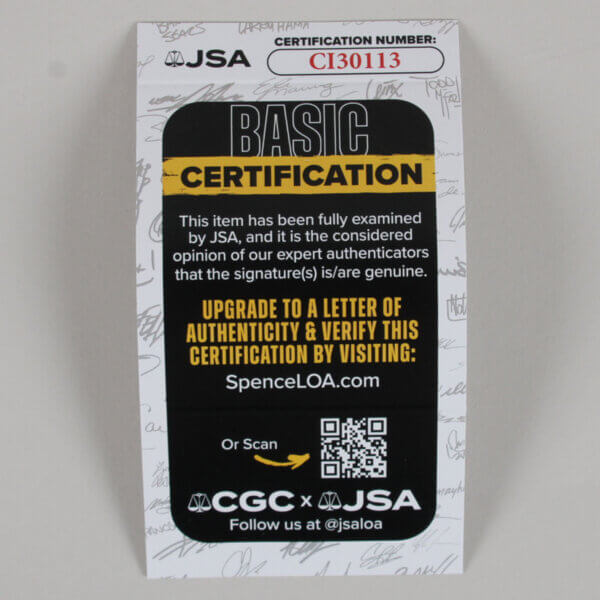 JSA
CERTIFICATION NUMBER:
CI30113
BASIC
CERTIFICATION
This item has been fully examined
by JSA, and it is the considered
opinion of our expert authenticators
that the signature(s) is/are genuine.
UPGRADE TO A LETTER OF
AUTHENTICITY & VERIFY THIS
CERTIFICATION BY VISITING:
SpenceLOA.com
Or Scan
CGC x JSA
Follow us at @jsaloa